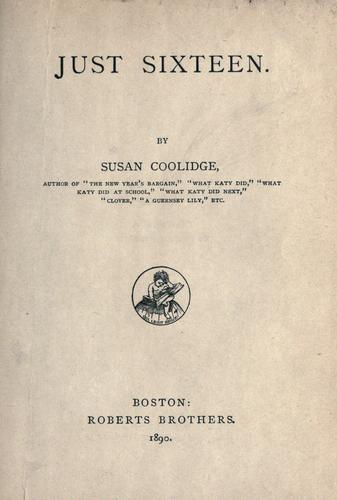 JUST SIXTEEN.
BY
SUSAN COOLIDGE,
AUTHOR OF "THE NEW YEAR'S BARGAIN," "WHAT KATY DID," "WHAT
KATY DID AT SCHOOL," "WHAT KATY DID NEXT,"
"CLOVER," "A GUERNSEY LILY," ETC.
BOSTON:
ROBERTS BROTHERS.
1890.